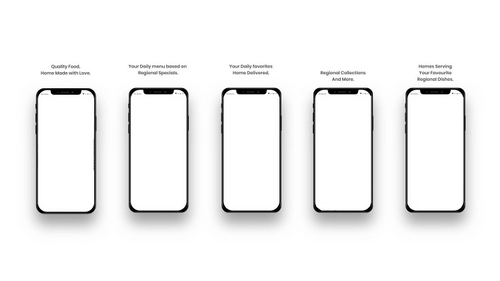 Quality Food.
Home Made with Love.
Your Daily menu based on
Regional Specials.
Your Daily favorites
Home Delivered.
Regional Collections
And More.
Homes Serving
Your Favourite
Regional Dishes.